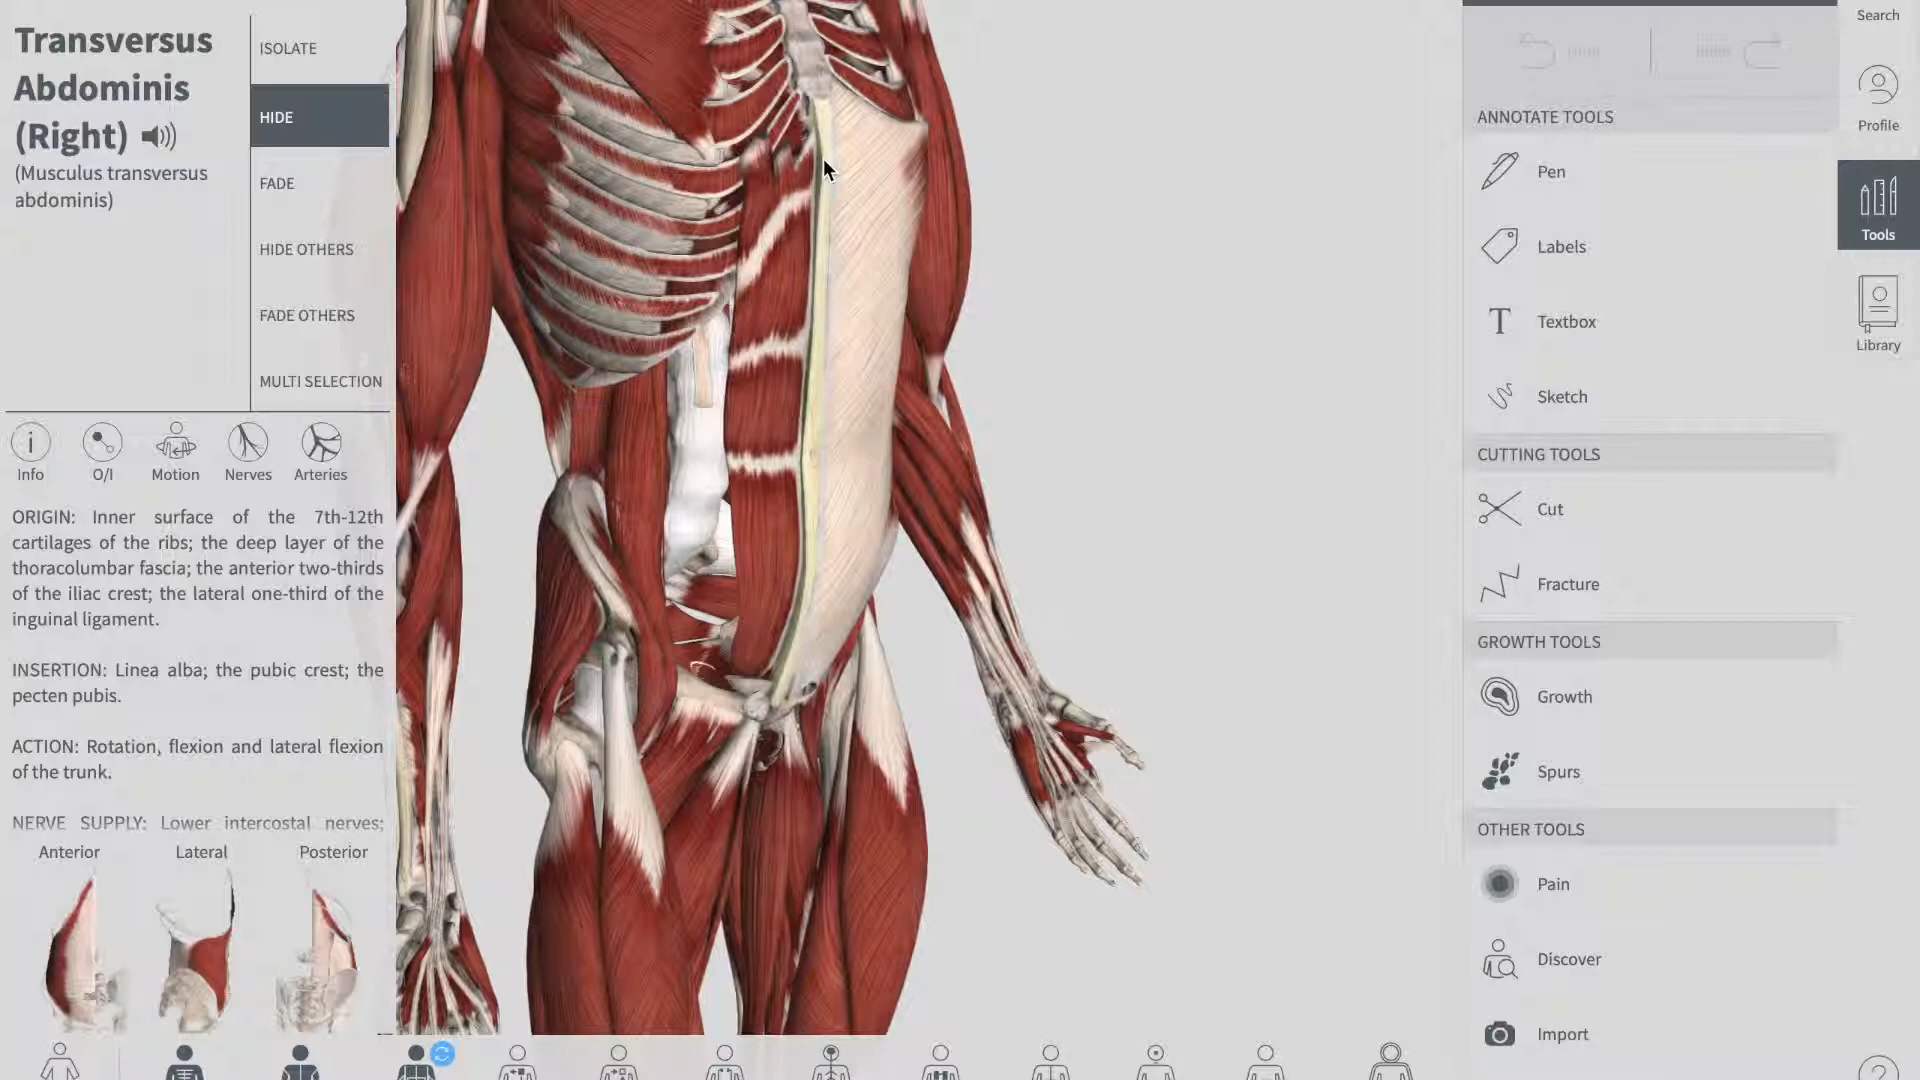 Transversus
Abdominis
(Right)
(Musculus transversus
abdominis)
ISOLATE
HIDE
FADE
HIDE OTHERS
FADE OTHERS
MULTI SELECTION
Info
O/I
Motion
Nerves
Arteries
ORIGIN: Inner surface of the 7th-12th
cartilages of the ribs; the deep layer of the
thoracolumbar fascia; the anterior two-thirds
of the iliac crest; the lateral one-third of the
inguinal ligament.
INSERTION: Linea alba; the pubic crest; the
pecten pubis.
ACTION: Rotation, flexion and lateral flexion
of the trunk.
NERVE SUPPLY: Lower intercostal nerves;
Anterior
Lateral
Posterior
ANNOTATE TOOLS
Pen
Labels
Textbox
Sketch
CUTTING TOOLS
Cut
Fracture
GROWTH TOOLS
Growth
Spurs
OTHER TOOLS
Pain
Discover
Import
Search
Profile
Tools
Library